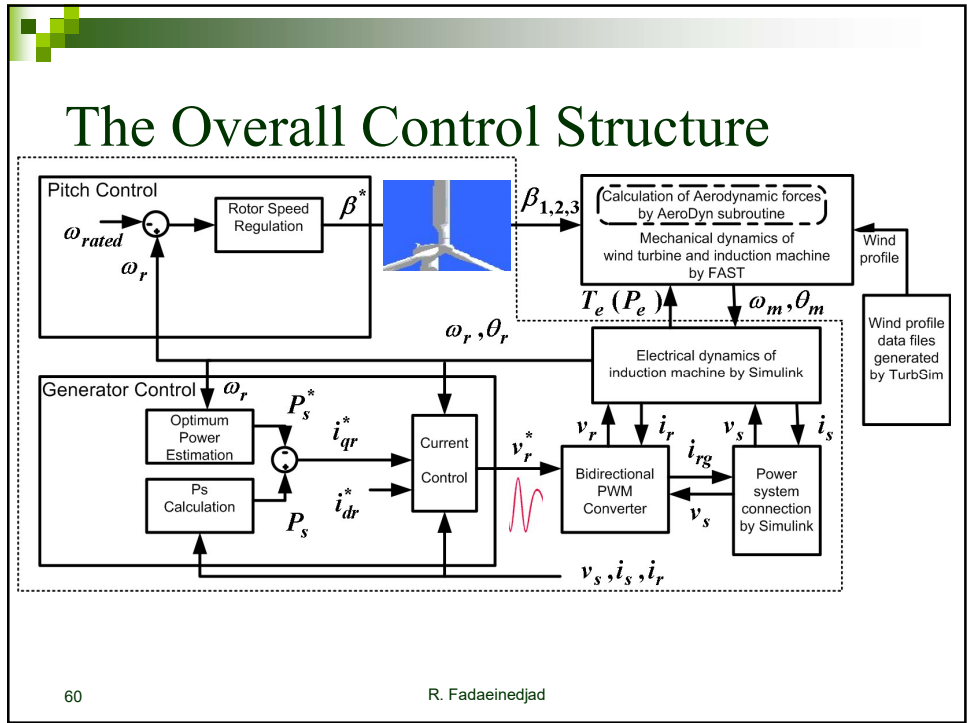 The Overall Control Structure
Pitch Control
ω_rated
ω_r
Rotor Speed
Regulation
β*
β_1,2,3
Calculation of Aerodynamic forces
by AeroDyn subroutine
Mechanical dynamics of
wind turbine and induction machine
by FAST
Wind
profile
Wind profile
data files
generated
by TurbSim
T_e (P_e)
ω_m, θ_m
ω_r, θ_r
Electrical dynamics of
induction machine by Simulink
Generator Control
ω_r
Optimum
Power
Estimation
P_s*
Ps
Calculation
P_s
i_qr*
i_dr*
Current
Control
v_r*
v_r
i_r
v_s
i_s
Bidirectional
PWM
Converter
i_rg
v_s
Power
system
connection
by Simulink
v_s, i_s, i_r
60
R. Fadaeinedjad